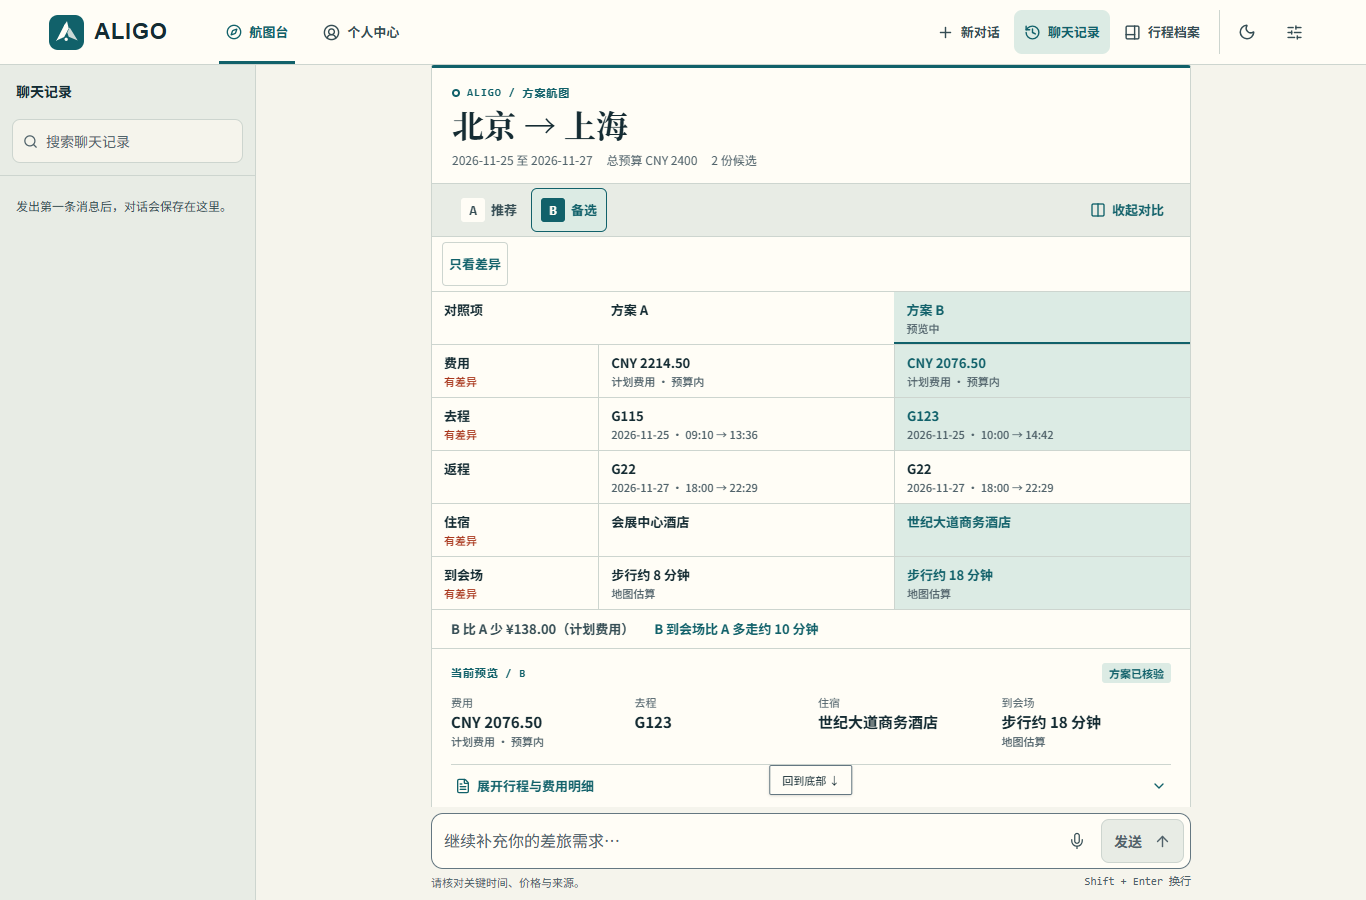 ALIGO
航图台
个人中心
新对话
聊天记录
行程档案
聊天记录
搜索聊天记录
发出第一条消息后，对话会保存在这里。
ALIGO / 方案航图
北京 → 上海
2026-11-25 至 2026-11-27 总预算 CNY 2400 2 份候选
A 推荐
B 备选
收起对比
只看差异
对照项 方案 A 方案 B
预览中
费用 CNY 2214.50 CNY 2076.50
有差异 计划费用 · 预算内 计划费用 · 预算内
去程 G115 G123
有差异 2026-11-25 · 09:10 → 13:36 2026-11-25 · 10:00 → 14:42
返程 G22 G22
2026-11-27 · 18:00 → 22:29 2026-11-27 · 18:00 → 22:29
住宿 会展中心酒店 世纪大道商务酒店
有差异
到会场 步行约 8 分钟 步行约 18 分钟
有差异 地图估算 地图估算
B 比 A 少 ¥138.00（计划费用） B 到会场比 A 多走约 10 分钟
当前预览 / B
方案已核验
费用 去程 住宿 到会场
CNY 2076.50 G123 世纪大道商务酒店 步行约 18 分钟
计划费用 · 预算内 地图估算
展开行程与费用明细
回到底部 ↓
继续补充你的差旅需求…
发送
请核对关键时间、价格与来源。
Shift + Enter 换行